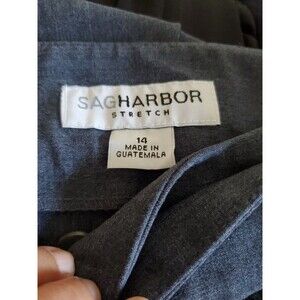 SAGHARBOR
STRETCH
14
MADE IN
GUATEMALA